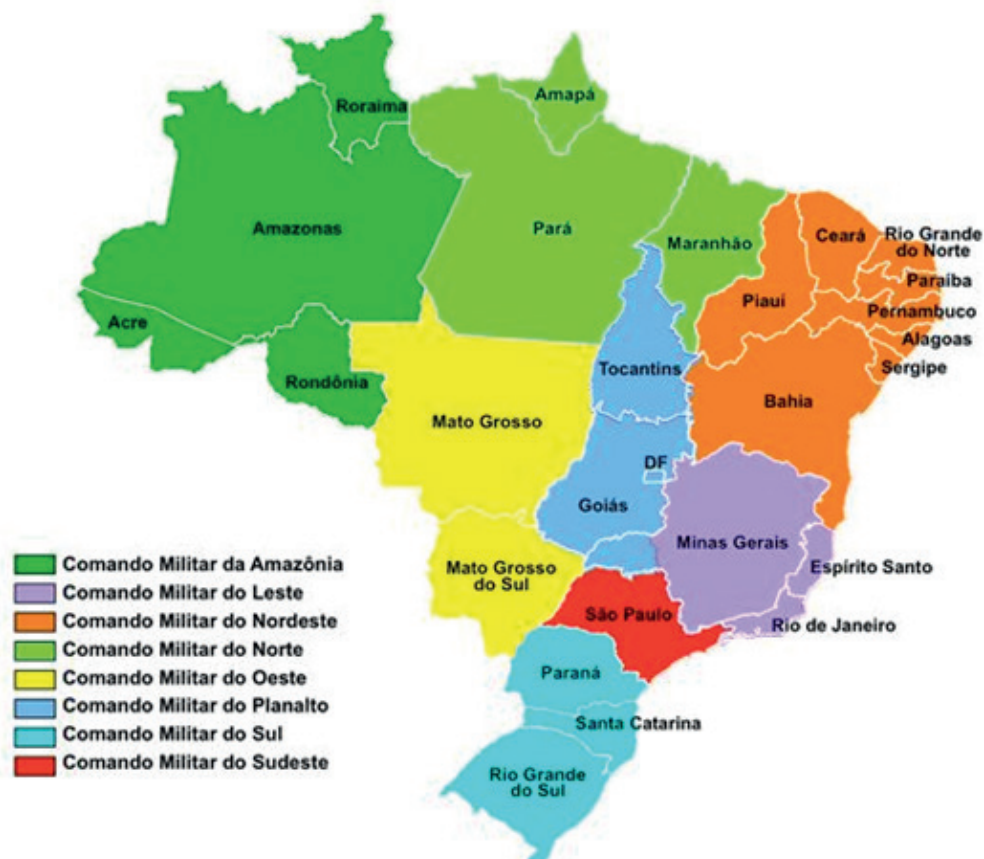 Amapá
Roraima
Amazonas
Pará
Maranhão
Ceará
Rio Grande
do Norte
Paraíba
Piauí
Pernambuco
Acre
Alagoas
Sergipe
Tocantins
Rondônia
Bahia
Mato Grosso
DF
Goiás
Minas Gerais
Mato Grosso
do Sul
Espírito Santo
São Paulo
Rio de Janeiro
Paraná
Santa Catarina
Rio Grande
do Sul
Comando Militar da Amazônia
Comando Militar do Leste
Comando Militar do Nordeste
Comando Militar do Norte
Comando Militar do Oeste
Comando Militar do Planalto
Comando Militar do Sul
Comando Militar do Sudeste